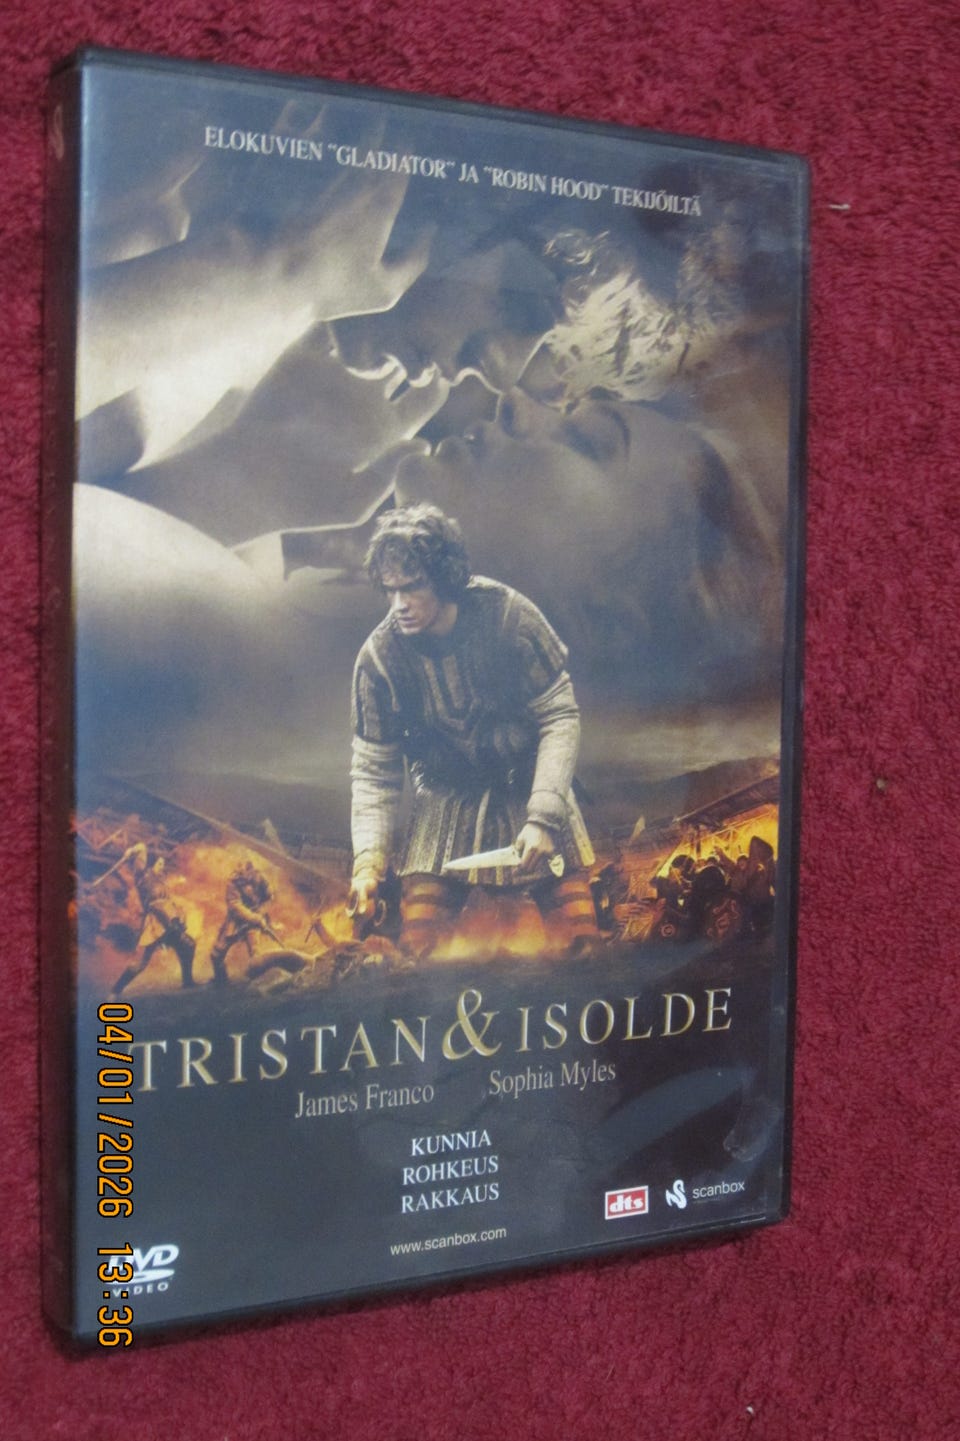 ELOKUVIEN "GLADIATOR" JA "ROBIN HOOD" TEKIJÖILTÄ
TRISTAN & ISOLDE
James Franco Sophia Myles
KUNNIA
ROHKEUS
RAKKAUS
www.scanbox.com
dts
scanbox
DVD
VIDEO
04/01/2026 13:36